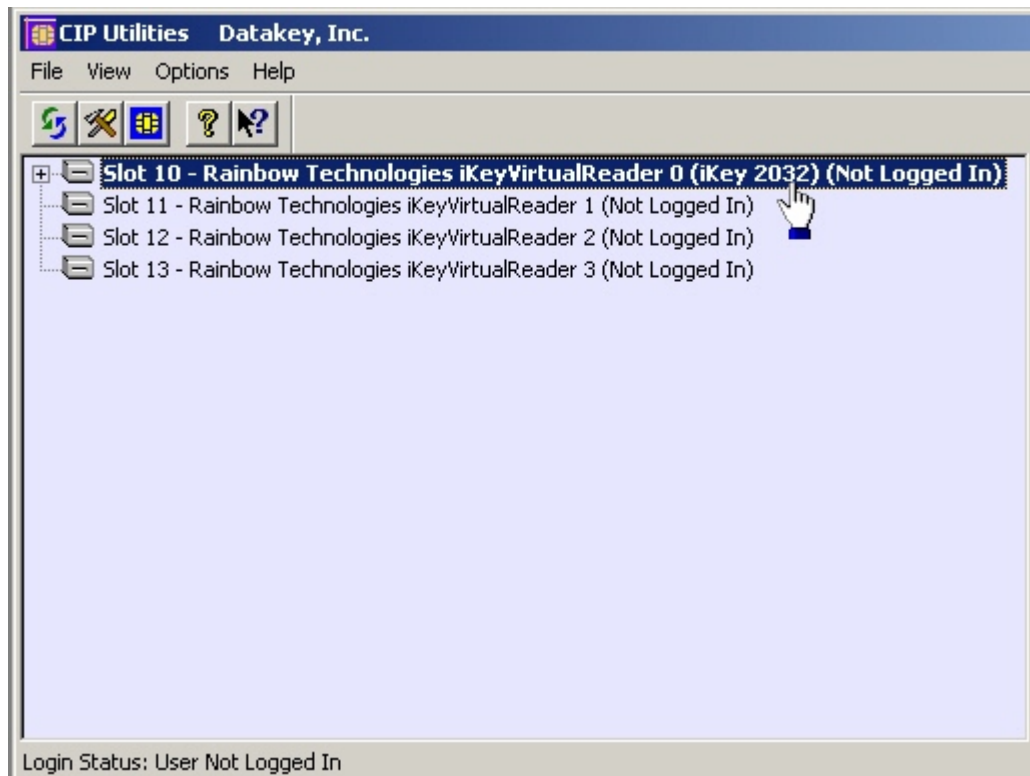 CIP Utilities Datakey, Inc.
File View Options Help
Slot 10 - Rainbow Technologies iKeyVirtualReader 0 (iKey 2032) (Not Logged In)
Slot 11 - Rainbow Technologies iKeyVirtualReader 1 (Not Logged In)
Slot 12 - Rainbow Technologies iKeyVirtualReader 2 (Not Logged In)
Slot 13 - Rainbow Technologies iKeyVirtualReader 3 (Not Logged In)
Login Status: User Not Logged In